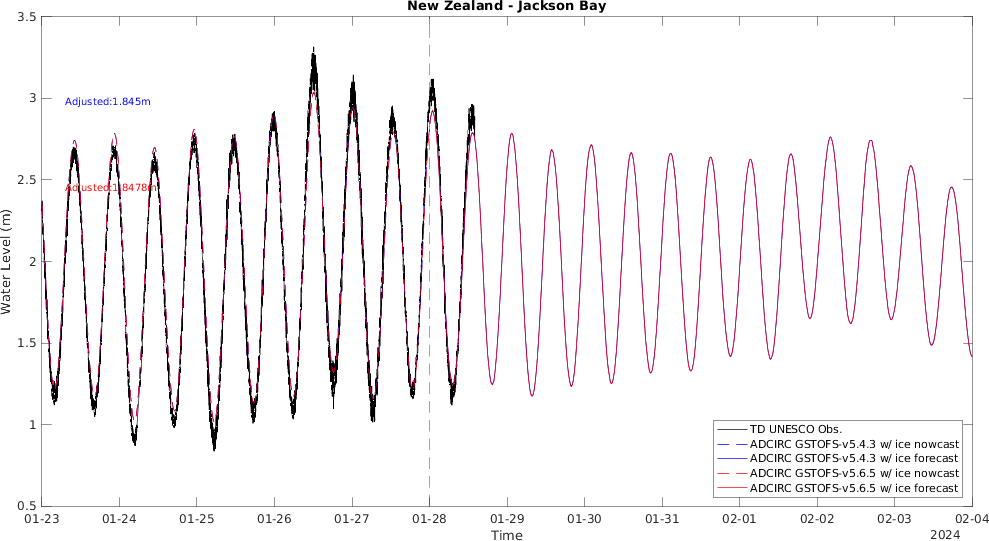 New Zealand - Jackson Bay
3.5
3
2.5
2
1.5
1
0.5
Water Level (m)
Adjusted:1.845m
Adjusted:1.8478m
TD UNESCO Obs.
ADCIRC GSTOFS-v5.4.3 w/ ice nowcast
ADCIRC GSTOFS-v5.4.3 w/ ice forecast
ADCIRC GSTOFS-v5.6.5 w/ ice nowcast
ADCIRC GSTOFS-v5.6.5 w/ ice forecast
01-23 01-24 01-25 01-26 01-27 01-28 01-29 01-30 01-31 02-01 02-02 02-03 02-04
Time
2024